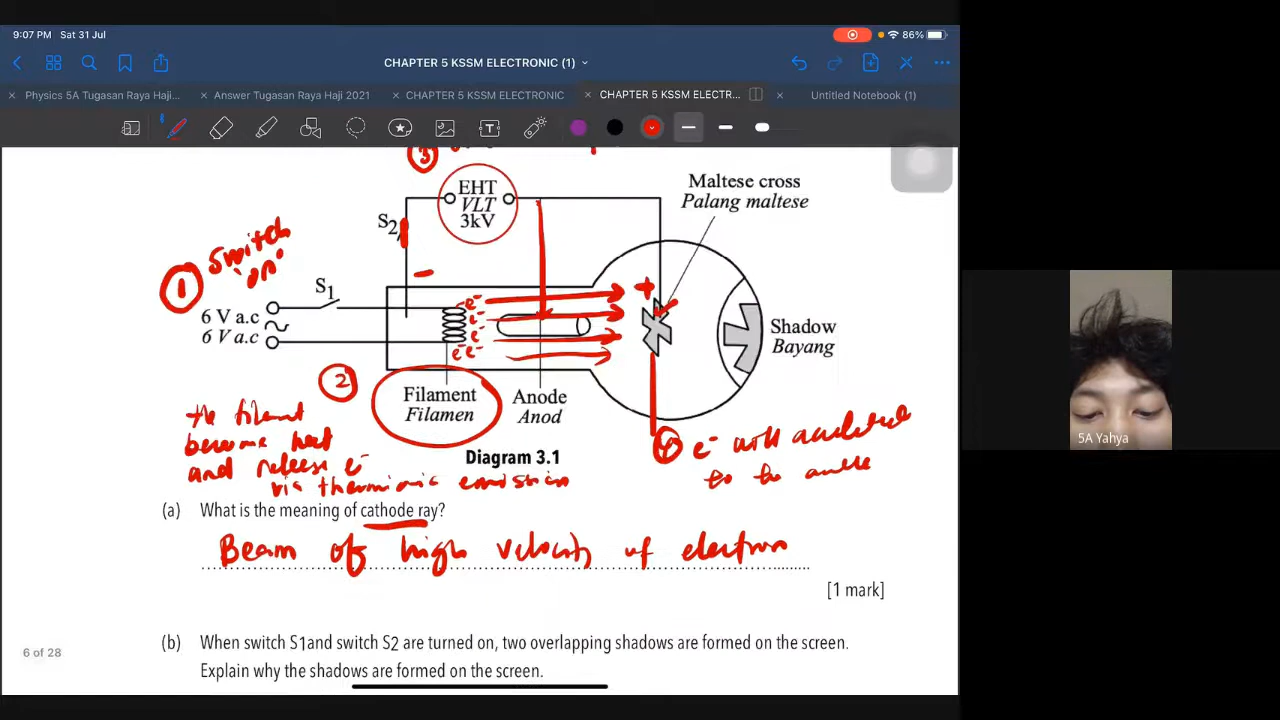 9:07 PM Sat 31 Jul
86%
CHAPTER 5 KSSM ELECTRONIC (1)
Physics 5A Tugasan Raya Haji...
Answer Tugasan Raya Haji 2021
CHAPTER 5 KSSM ELECTRONIC
CHAPTER 5 KSSM ELECTR...
Untitled Notebook (1)
3
EHT
VLT
3kV
Maltese cross
Palang maltese
S2
1 Switch
"on"
S1
6 V a.c
6 V a.c
e- e- e- e- e-
+
-
Shadow
Bayang
2
Filament
Filamen
Anode
Anod
the filament
become heat
and release e-
via thermionic emission
4 e- will
to the
Diagram 3.1
(a) What is the meaning of cathode ray?
Beam of high velocity of electron
[1 mark]
(b) When switch S1and switch S2 are turned on, two overlapping shadows are formed on the screen.
Explain why the shadows are formed on the screen.
6 of 28
5A Yahya